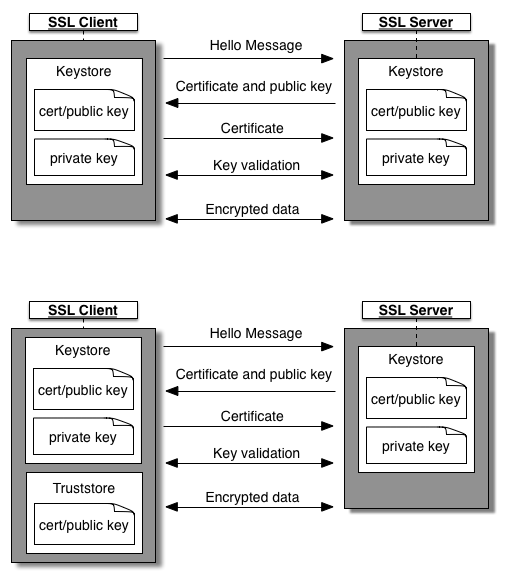 SSL Client
SSL Server
Keystore
cert/public key
private key
Hello Message
Certificate and public key
Certificate
Key validation
Encrypted data
Keystore
cert/public key
private key
SSL Client
SSL Server
Keystore
cert/public key
private key
Truststore
cert/public key
Hello Message
Certificate and public key
Certificate
Key validation
Encrypted data
Keystore
cert/public key
private key